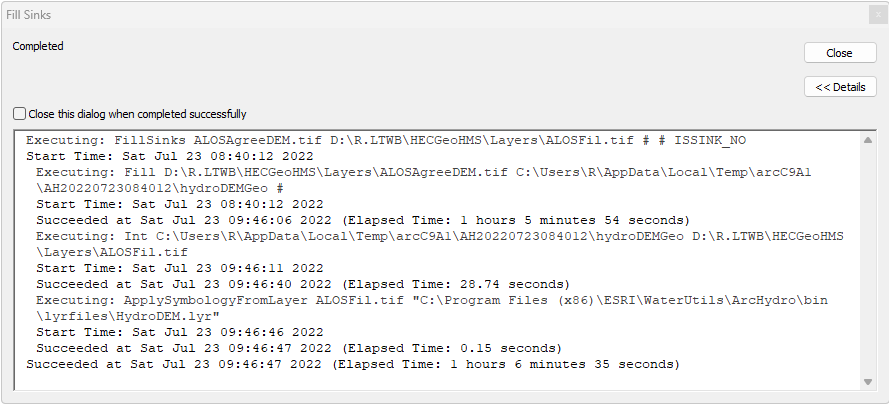 Fill Sinks
Completed
Close
<< Details
Close this dialog when completed successfully
Executing: FillSinks ALOSAgreeDEM.tif D:\R.LTWB\HECGeoHMS\Layers\ALOSFil.tif # # ISSINK_NO
Start Time: Sat Jul 23 08:40:12 2022
Executing: Fill D:\R.LTWB\HECGeoHMS\Layers\ALOSAgreeDEM.tif C:\Users\R\AppData\Local\Temp\arcC9A1
\AH20220723084012\hydroDEMGeo #
Start Time: Sat Jul 23 08:40:12 2022
Succeeded at Sat Jul 23 09:46:06 2022 (Elapsed Time: 1 hours 5 minutes 54 seconds)
Executing: Int C:\Users\R\AppData\Local\Temp\arcC9A1\AH20220723084012\hydroDEMGeo D:\R.LTWB\HECGeoHMS
\Layers\ALOSFil.tif
Start Time: Sat Jul 23 09:46:11 2022
Succeeded at Sat Jul 23 09:46:40 2022 (Elapsed Time: 28.74 seconds)
Executing: ApplySymbologyFromLayer ALOSFil.tif "C:\Program Files (x86)\ESRI\WaterUtils\ArcHydro\bin
\lyrfiles\HydroDEM.lyr"
Start Time: Sat Jul 23 09:46:46 2022
Succeeded at Sat Jul 23 09:46:47 2022 (Elapsed Time: 0.15 seconds)
Succeeded at Sat Jul 23 09:46:47 2022 (Elapsed Time: 1 hours 6 minutes 35 seconds)